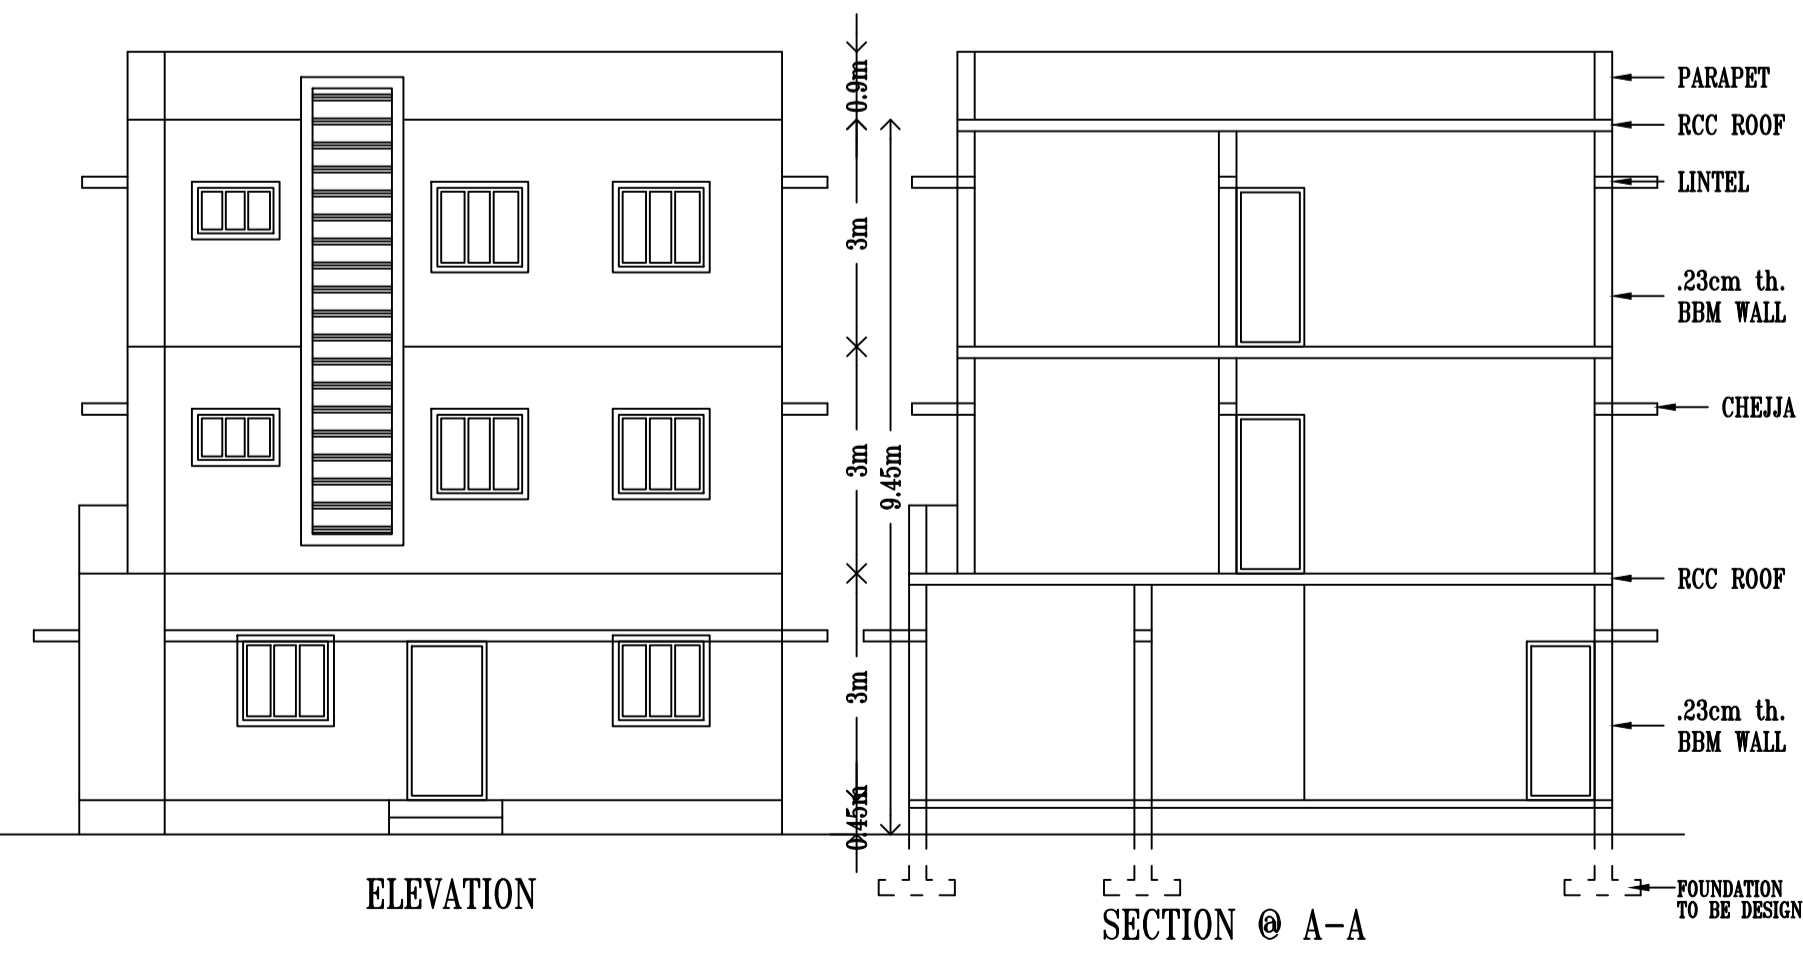 0.9m
3m
3m
9.45m
3m
0.45m
PARAPET
RCC ROOF
LINTEL
.23cm th.
BBM WALL
CHEJJA
RCC ROOF
.23cm th.
BBM WALL
FOUNDATION
TO BE DESIGN
ELEVATION
SECTION @ A-A